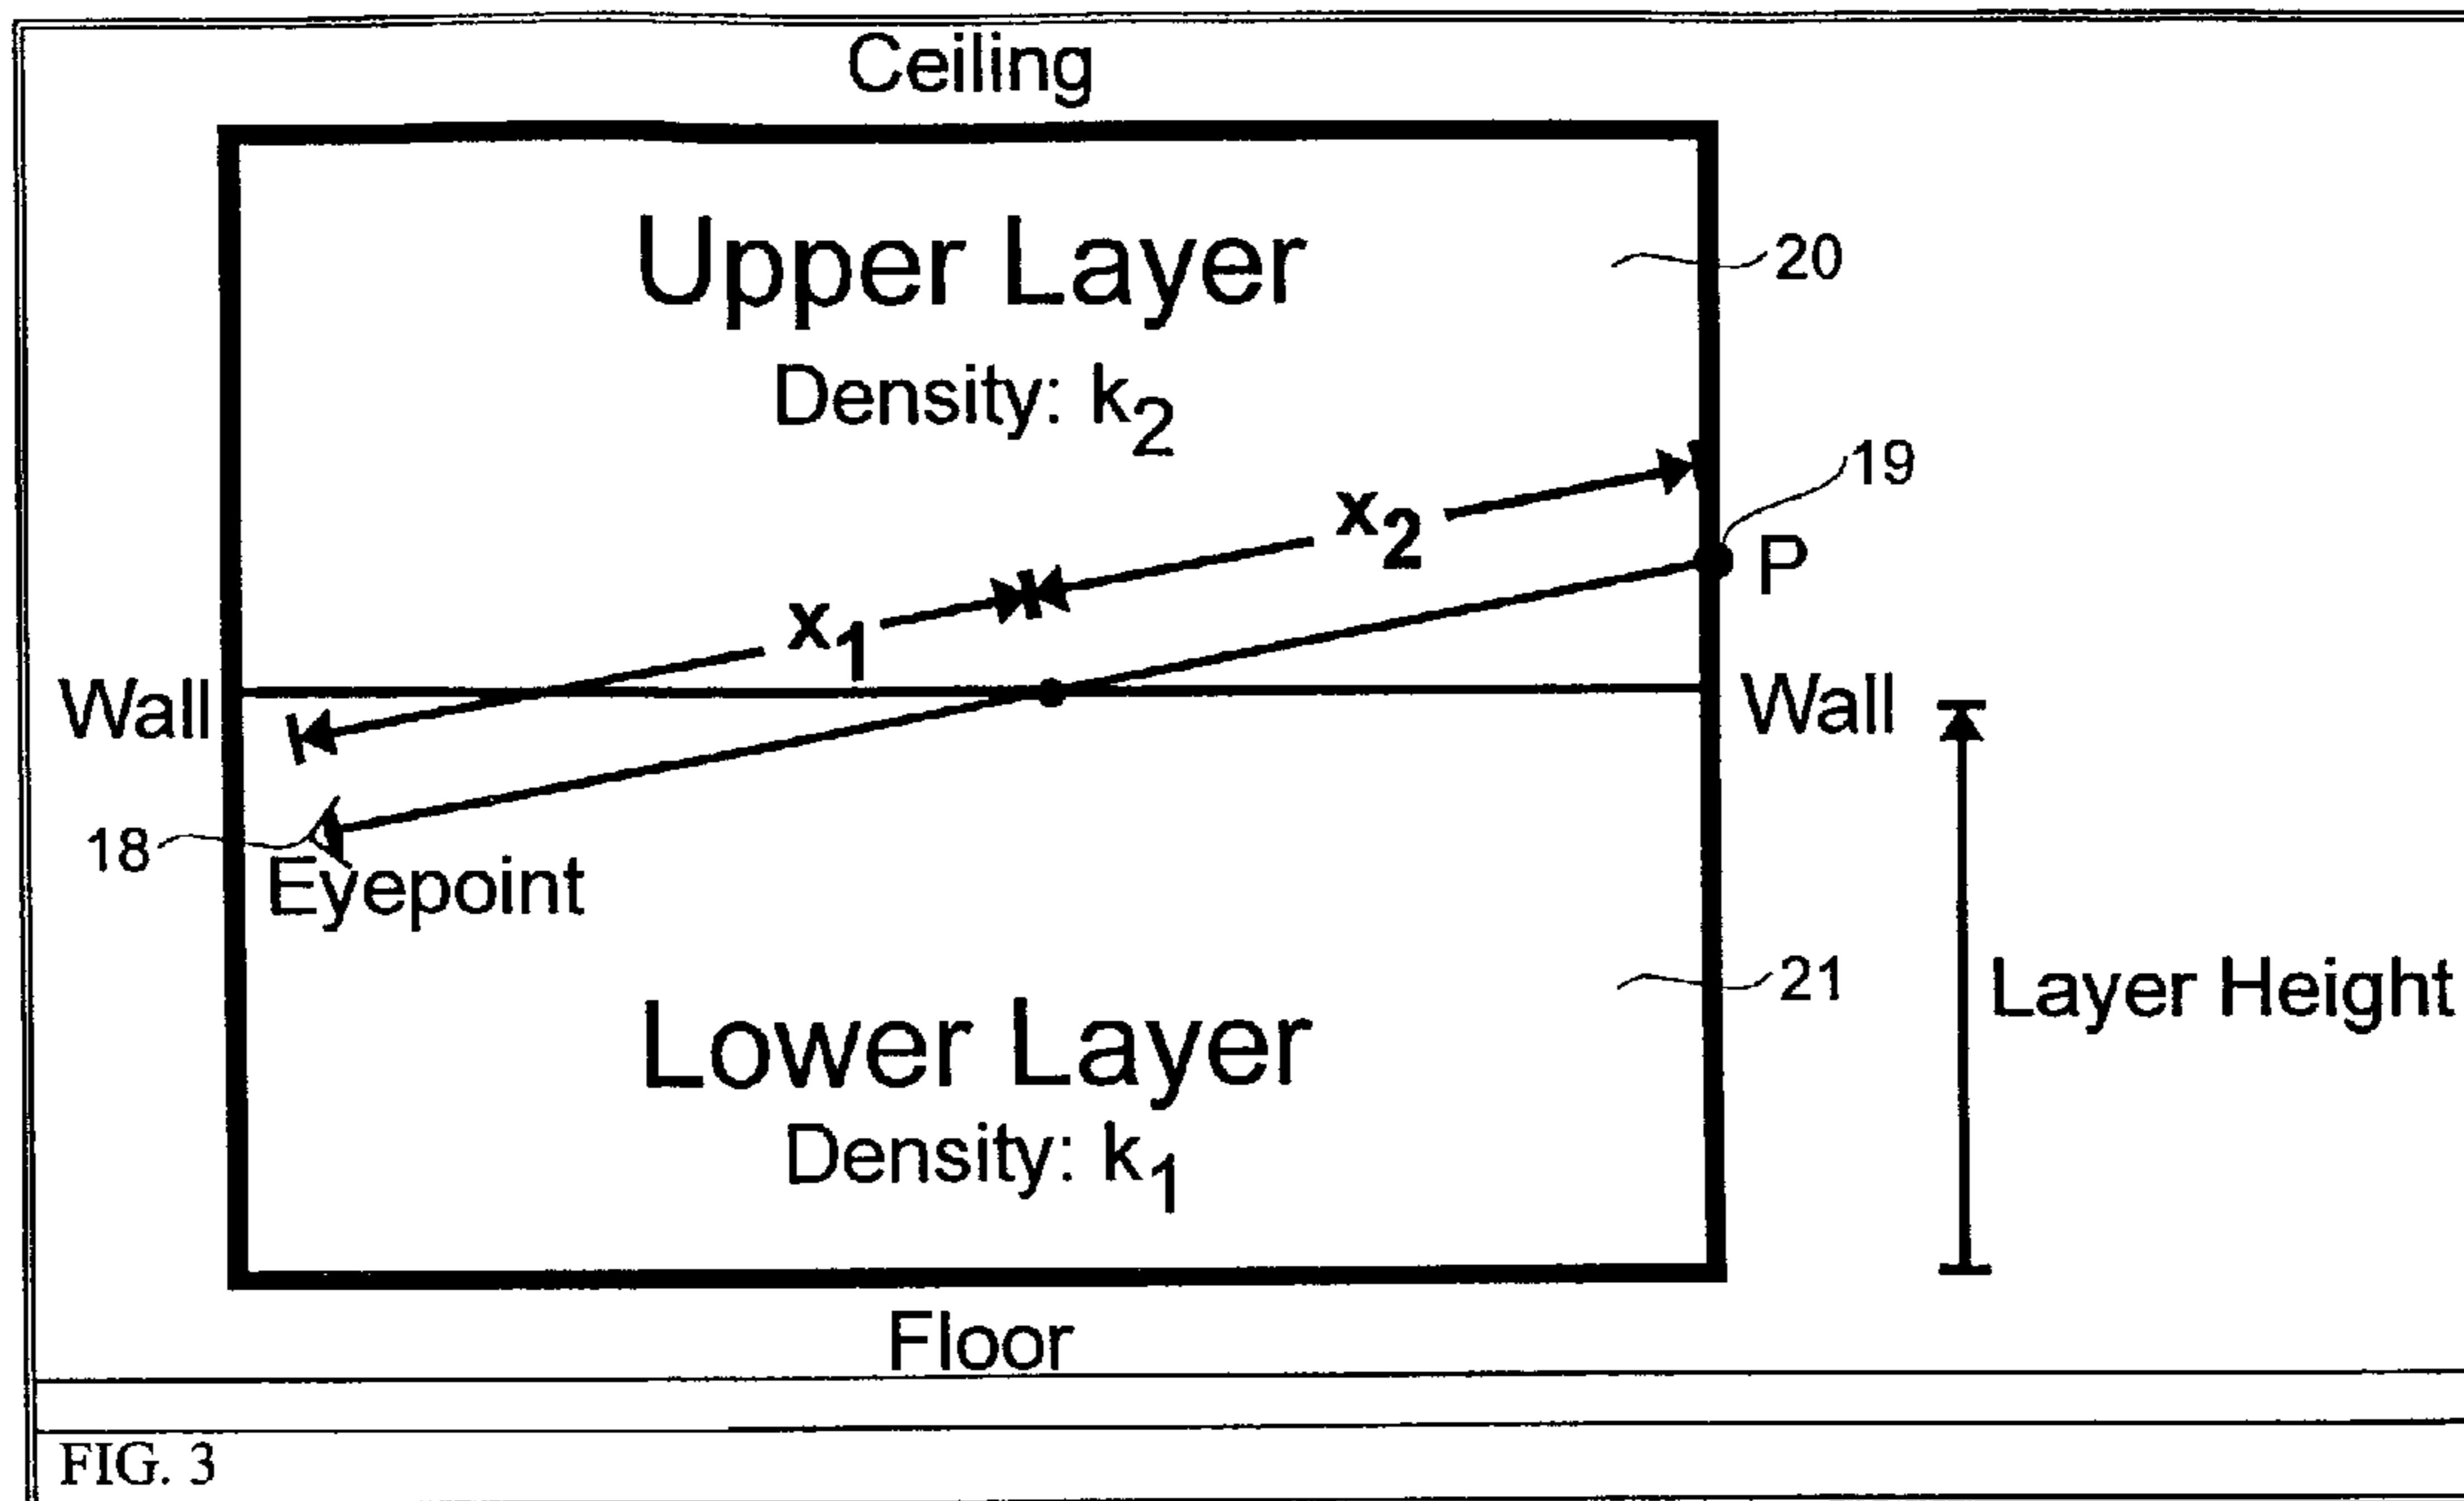 Ceiling
Upper Layer
20
Density: k₂
19
x₂
P
x₁
Wall
Wall
18
Eyepoint
21
Layer Height
Lower Layer
Density: k₁
Floor
FIG. 3